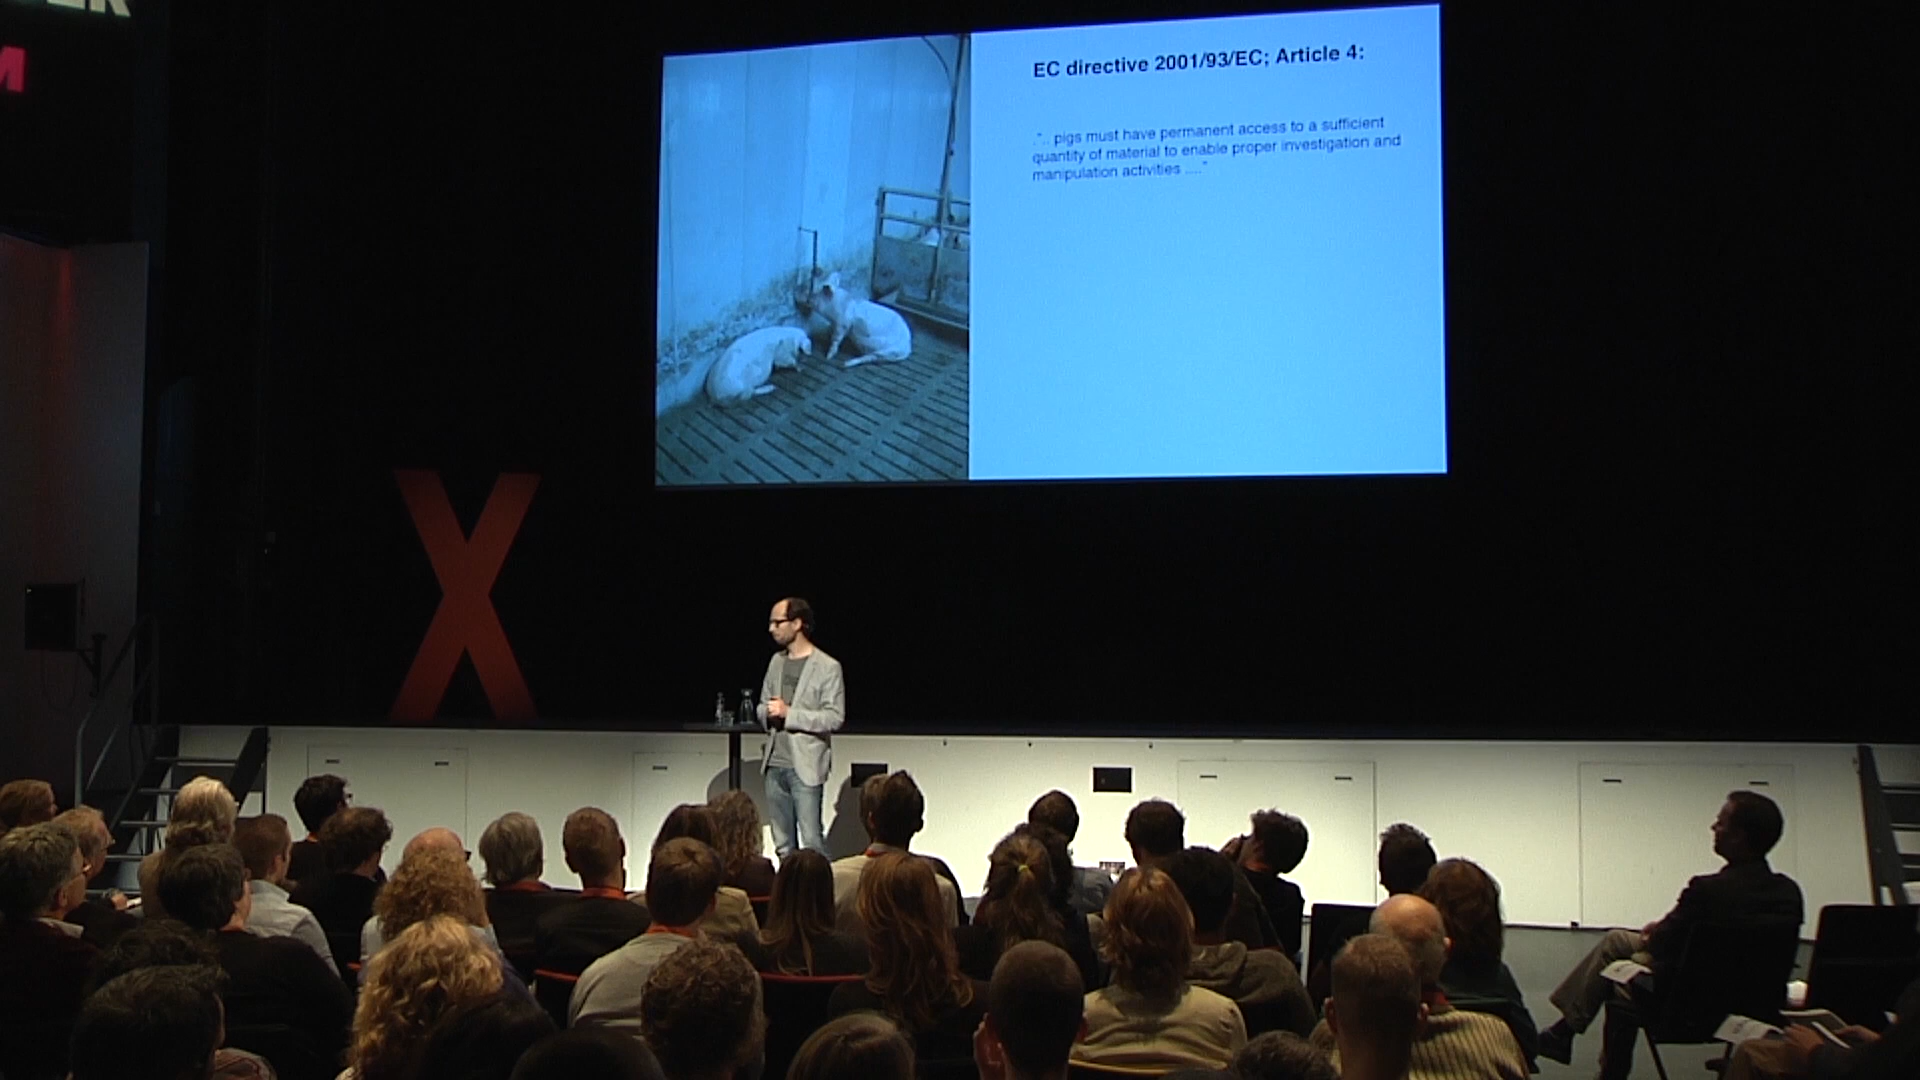 ER
M
EC directive 2001/93/EC; Article 4:
.".. pigs must have permanent access to a sufficient
quantity of material to enable proper investigation and
manipulation activities ...."
X